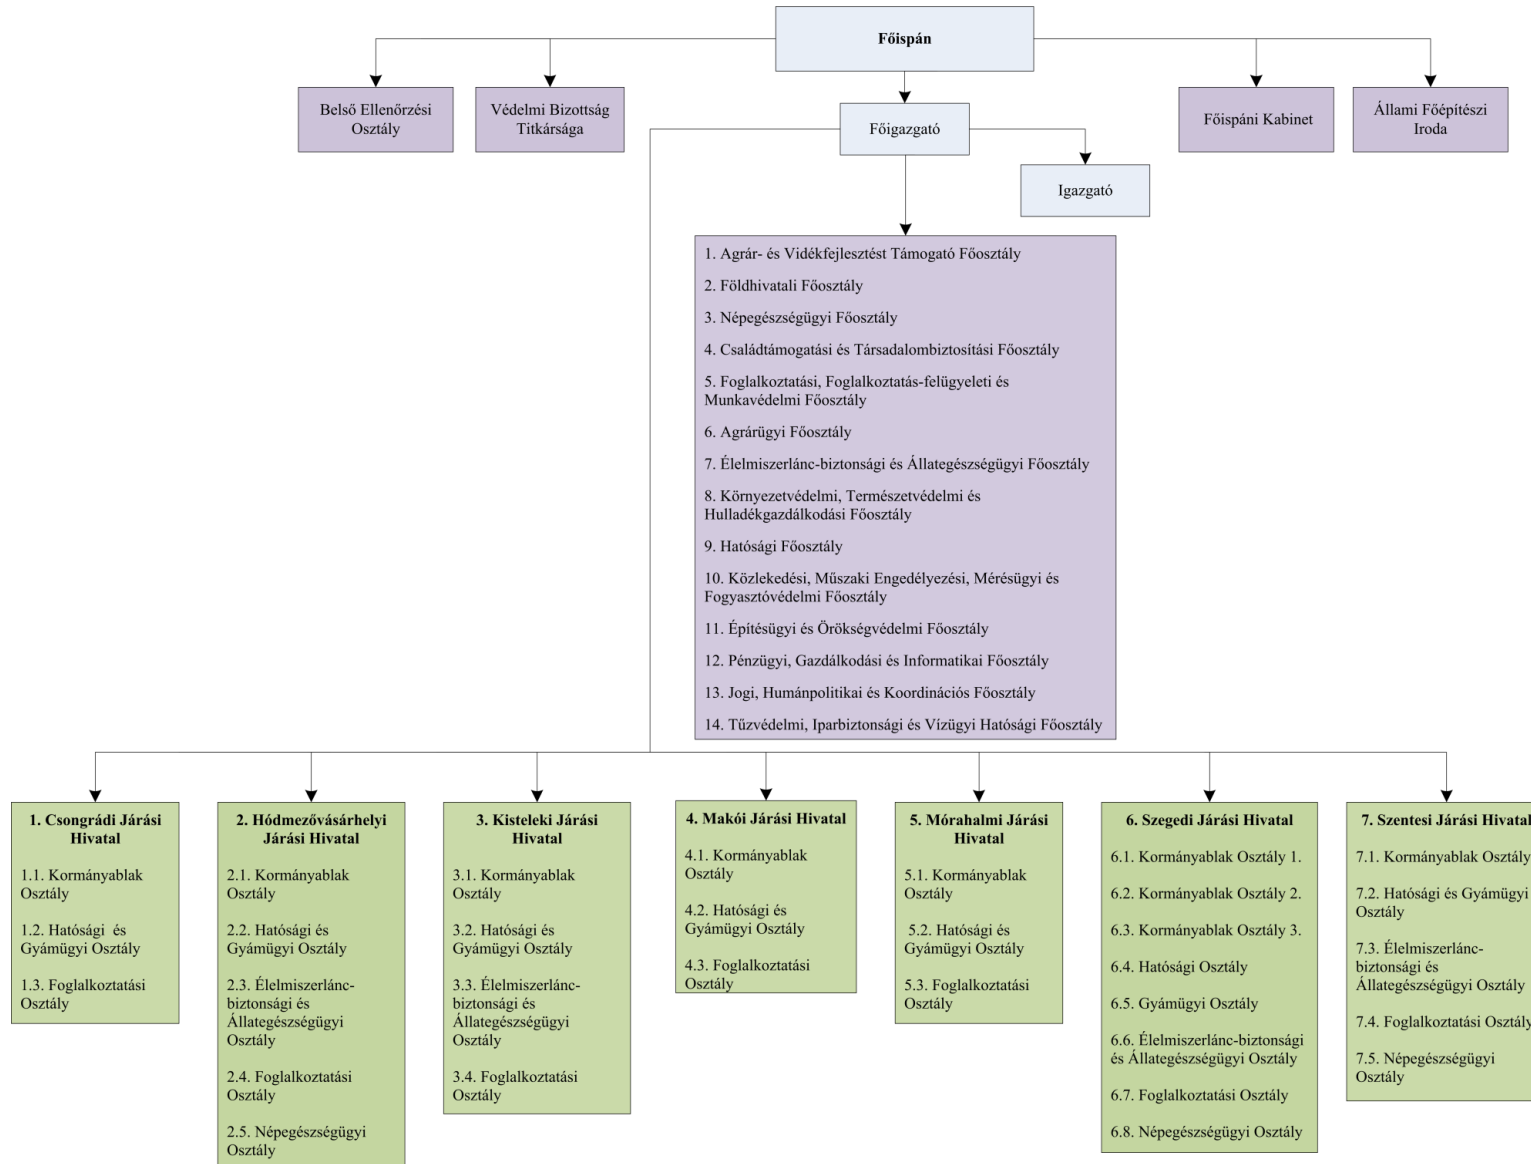 Főispán
Belső Ellenőrzési
Osztály
Védelmi Bizottság
Titkársága
Főigazgató
Főispáni Kabinet
Állami Főépítészi
Iroda
Igazgató
1. Agrár- és Vidékfejlesztést Támogató Főosztály
2. Földhivatali Főosztály
3. Népegészségügyi Főosztály
4. Családtámogatási és Társadalombiztosítási Főosztály
5. Foglalkoztatási, Foglalkoztatás-felügyeleti és
Munkavédelmi Főosztály
6. Agrárügyi Főosztály
7. Élelmiszerlánc-biztonsági és Állategészségügyi Főosztály
8. Környezetvédelmi, Természetvédelmi és
Hulladékgazdálkodási Főosztály
9. Hatósági Főosztály
10. Közlekedési, Műszaki Engedélyezési, Mérésügyi és
Fogyasztóvédelmi Főosztály
11. Építésügyi és Örökségvédelmi Főosztály
12. Pénzügyi, Gazdálkodási és Informatikai Főosztály
13. Jogi, Humánpolitikai és Koordinációs Főosztály
14. Tűzvédelmi, Iparbiztonsági és Vízügyi Hatósági Főosztály
1. Csongrádi Járási
Hivatal
1.1. Kormányablak
Osztály
1.2. Hatósági és
Gyámügyi Osztály
1.3. Foglalkoztatási
Osztály
2. Hódmezővásárhelyi
Járási Hivatal
2.1. Kormányablak
Osztály
2.2. Hatósági és
Gyámügyi Osztály
2.3. Élelmiszerlánc-
biztonsági és
Állategészségügyi
Osztály
2.4. Foglalkoztatási
Osztály
2.5. Népegészségügyi
Osztály
3. Kisteleki Járási
Hivatal
3.1. Kormányablak
Osztály
3.2. Hatósági és
Gyámügyi Osztály
3.3. Élelmiszerlánc-
biztonsági és
Állategészségügyi
Osztály
3.4. Foglalkoztatási
Osztály
4. Makói Járási Hivatal
4.1. Kormányablak
Osztály
4.2. Hatósági és
Gyámügyi Osztály
4.3. Foglalkoztatási
Osztály
5. Mórahalmi Járási
Hivatal
5.1. Kormányablak
Osztály
5.2. Hatósági és
Gyámügyi Osztály
5.3. Foglalkoztatási
Osztály
6. Szegedi Járási Hivatal
6.1. Kormányablak Osztály 1.
6.2. Kormányablak Osztály 2.
6.3. Kormányablak Osztály 3.
6.4. Hatósági Osztály
6.5. Gyámügyi Osztály
6.6. Élelmiszerlánc-biztonsági
és Állategészségügyi Osztály
6.7. Foglalkoztatási Osztály
6.8. Népegészségügyi Osztály
7. Szentesi Járási Hivatal
7.1. Kormányablak Osztály
7.2. Hatósági és Gyámügyi
Osztály
7.3. Élelmiszerlánc-
biztonsági és
Állategészségügyi Osztály
7.4. Foglalkoztatási Osztály
7.5. Népegészségügyi
Osztály